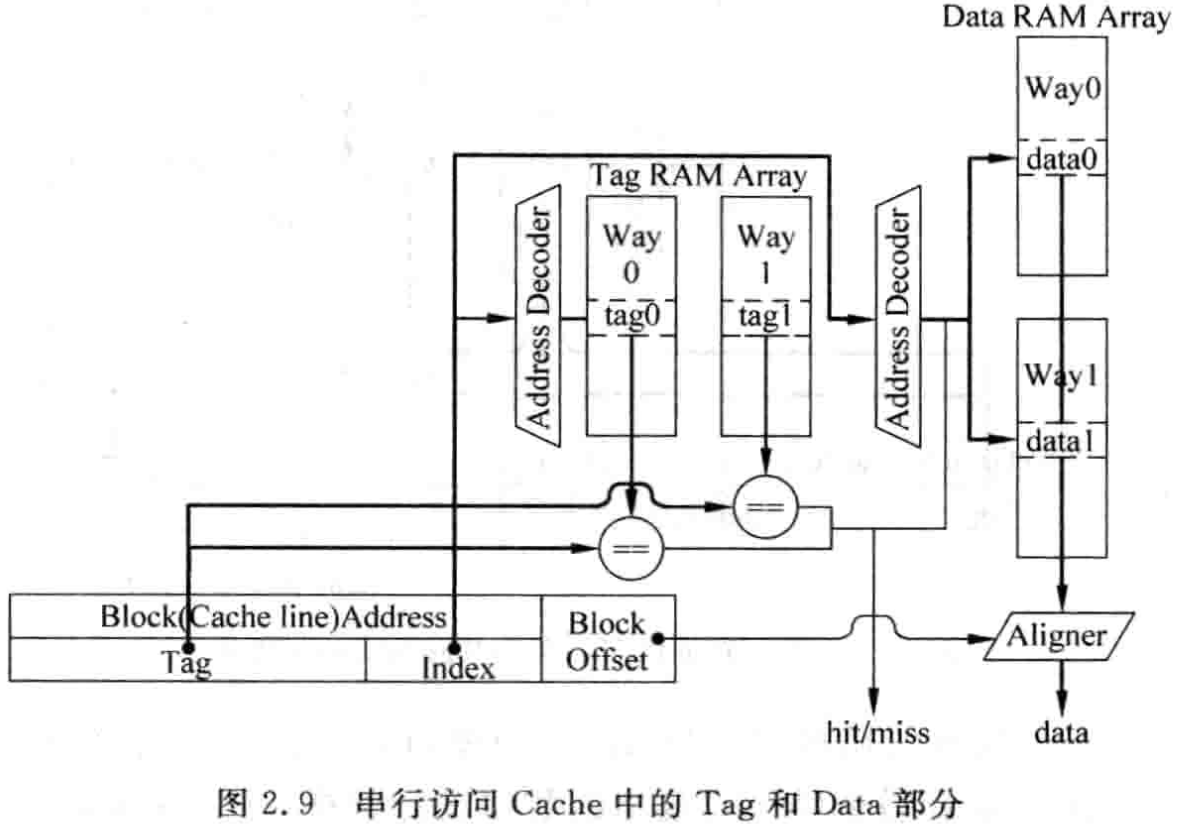 Data RAM Array
Way0
data0
Tag RAM Array
Address Decoder
Way
0
tag0
Way
1
tag1
Address Decoder
Way1
data1
==
==
Block(Cache line)Address
Block
Offset
Tag
Index
Aligner
hit/miss
data
图 2.9 串行访问 Cache 中的 Tag 和 Data 部分